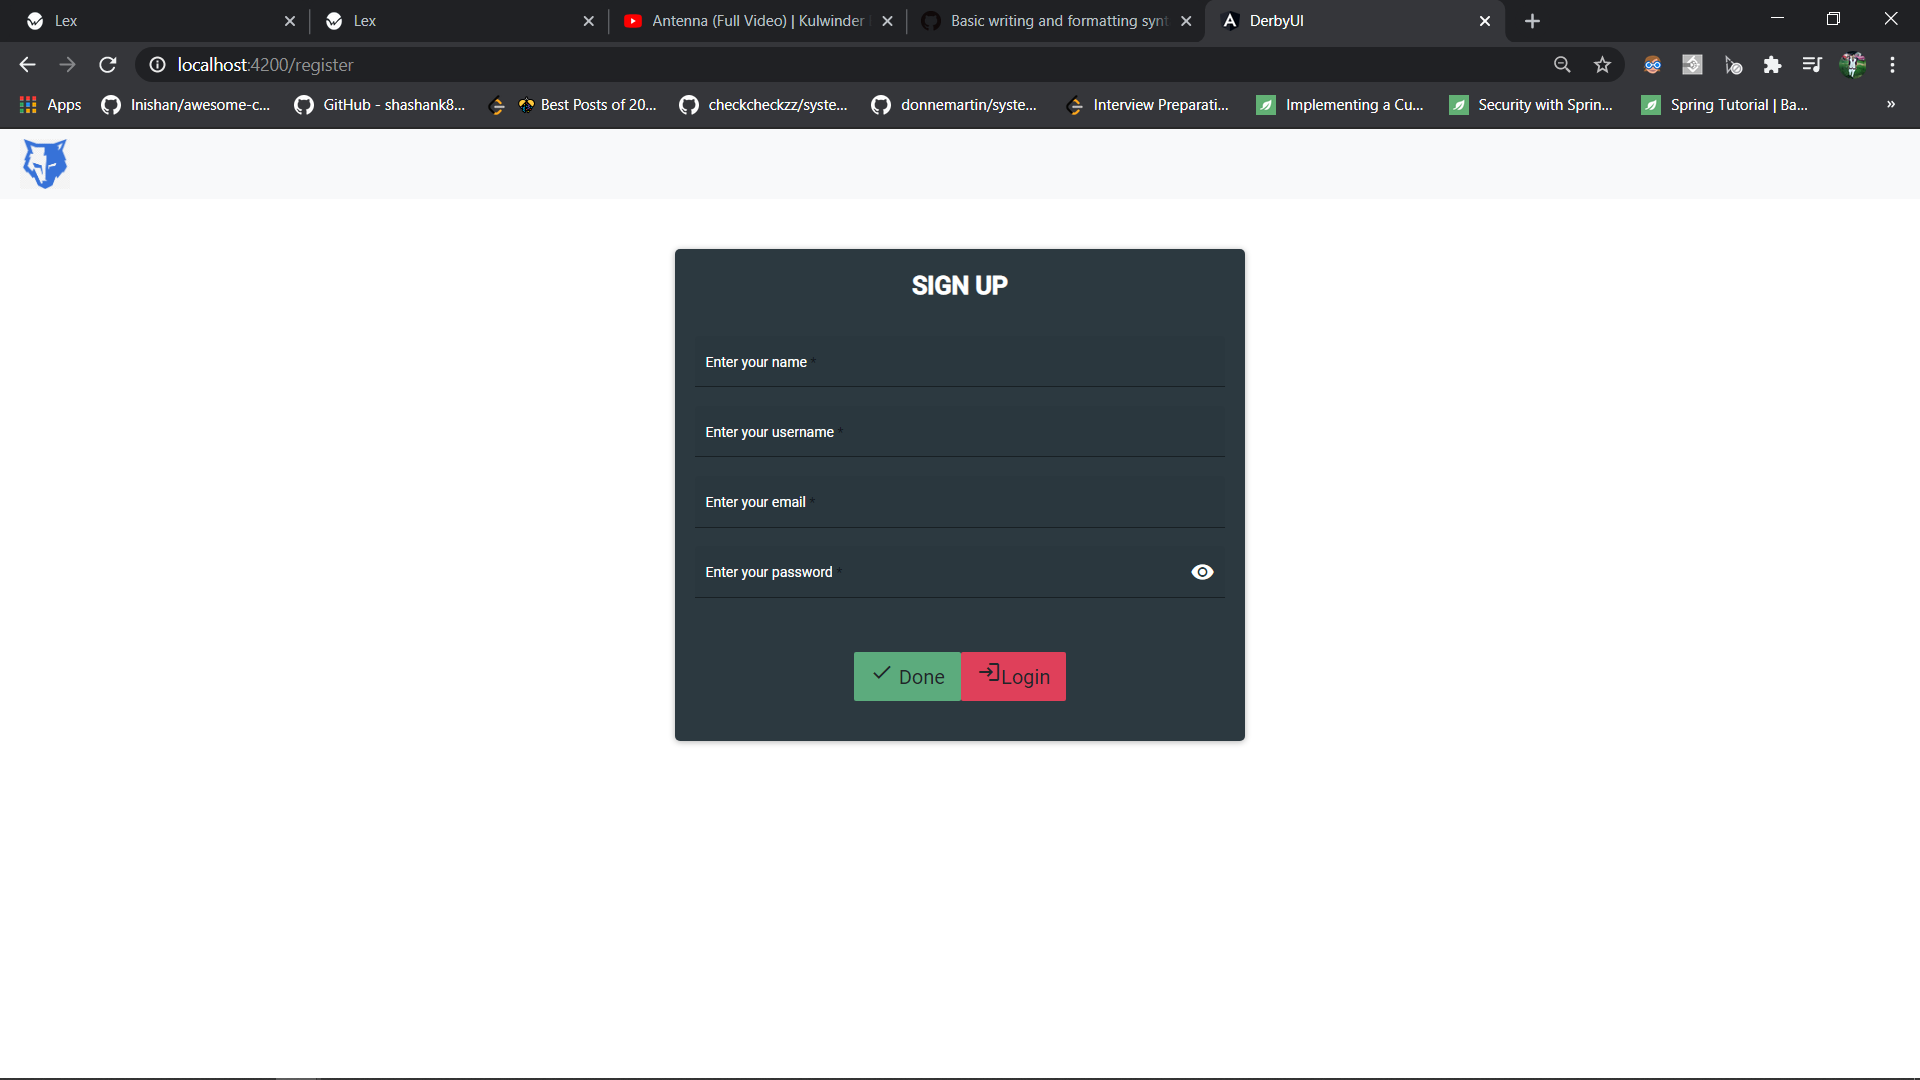 Lex
Lex
Antenna (Full Video) | Kulwinder
Basic writing and formatting synt
DerbyUI
localhost:4200/register
Apps
Inishan/awesome-c...
GitHub - shashank8...
Best Posts of 20...
checkcheckzz/syste...
donnemartin/syste...
Interview Preparati...
Implementing a Cu...
Security with Sprin...
Spring Tutorial | Ba...
»
SIGN UP
Enter your name *
Enter your username *
Enter your email *
Enter your password *
Done
Login